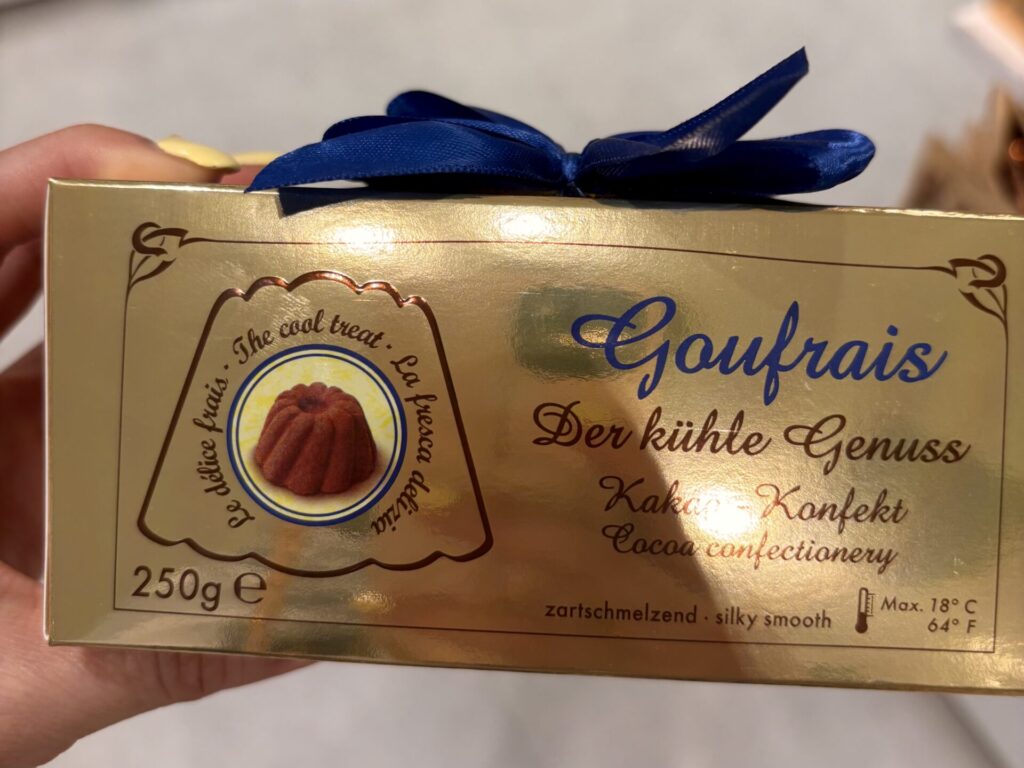 Le délice frais · The cool treat · La fresca delizia
250g ℮
Goufrais
Der kühle Genuss
Kakao - Konfekt
Cocoa confectionery
zartschmelzend · silky smooth
Max. 18° C
64° F